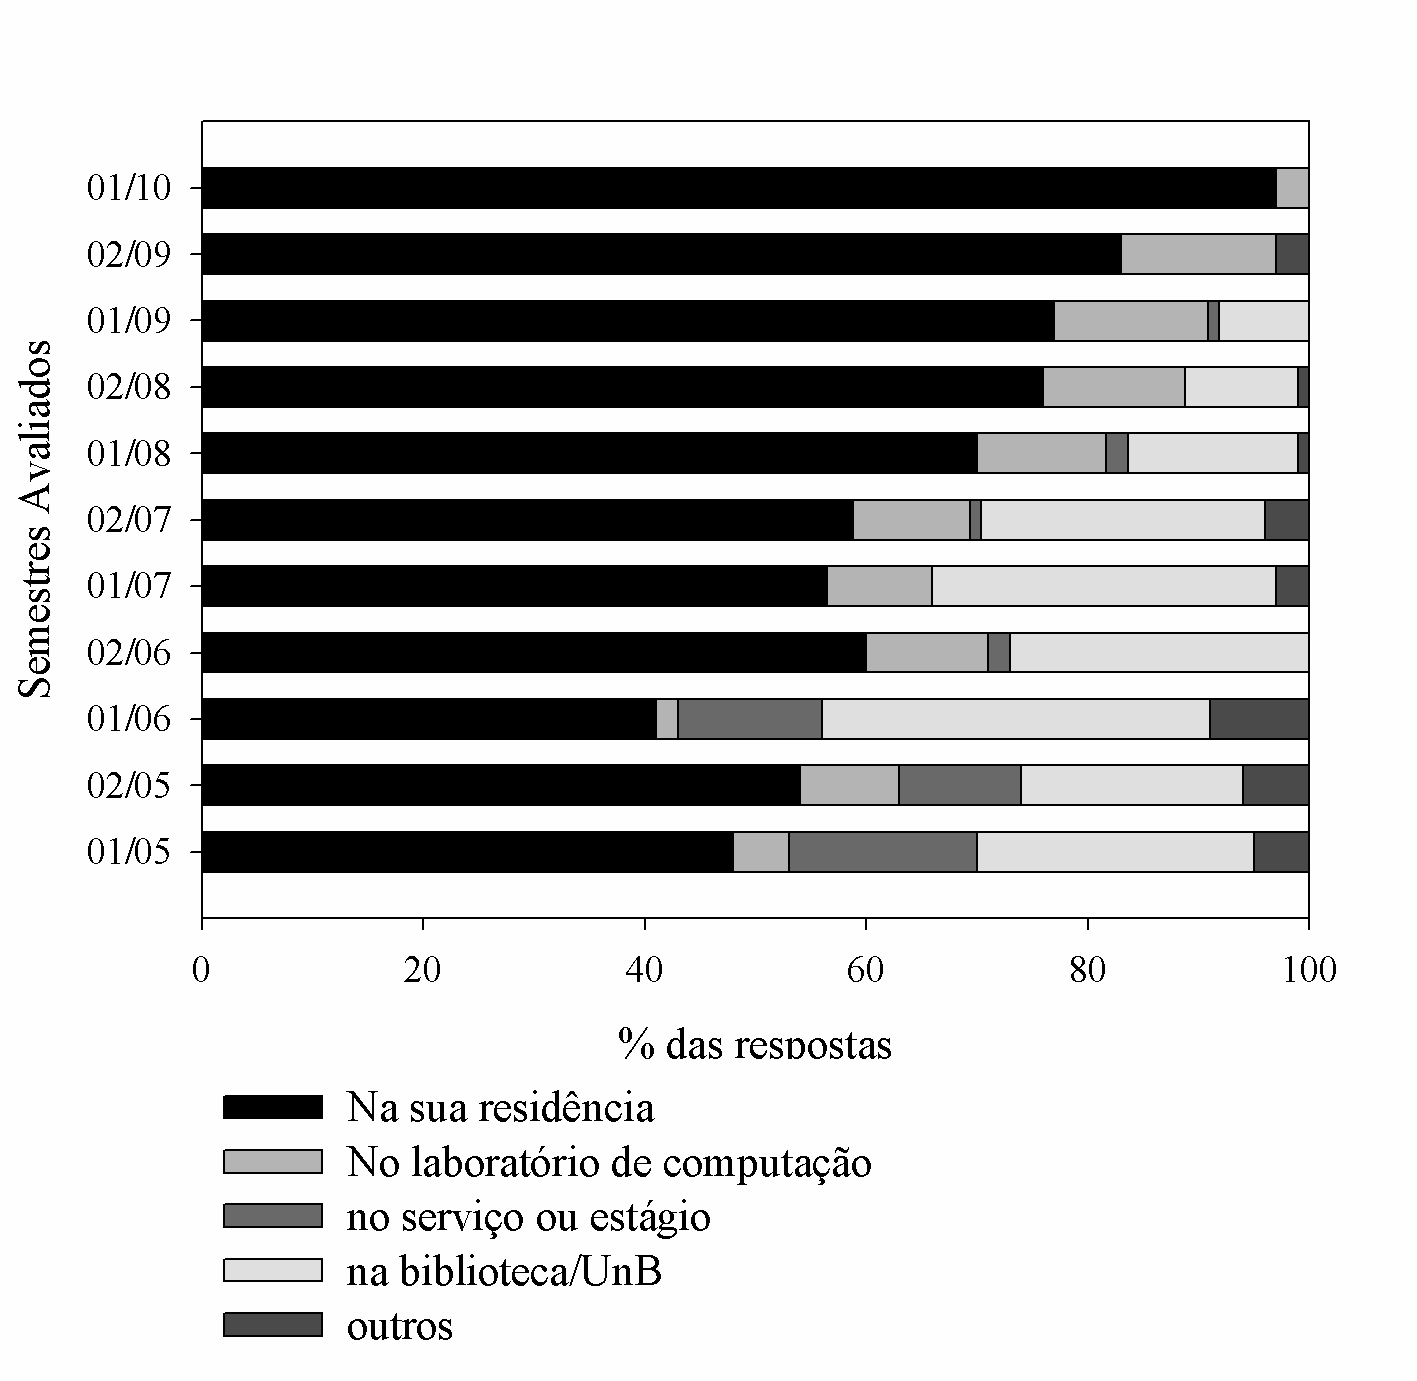 01/10
02/09
01/09
02/08
01/08
02/07
01/07
02/06
01/06
02/05
01/05
Semestres Avaliados
0 20 40 60 80 100
% das respostas
Na sua residência
No laboratório de computação
no serviço ou estágio
na biblioteca/UnB
outros